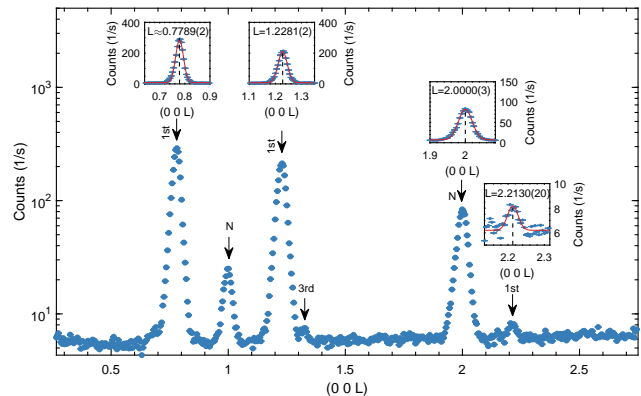 400
300
200
100
0
Counts (1/s)
L≈0.7789(2)
0.7 0.8 0.9
(0 0 L)
400
200
0
Counts (1/s)
L=1.2281(2)
1.1 1.2 1.3
(0 0 L)
150
100
50
0
Counts (1/s)
L=2.0000(3)
1.9 2
(0 0 L)
10
8
6
Counts (1/s)
L=2.2130(20)
2.2 2.3
(0 0 L)
1st
N
1st
3rd
N
1st
10³
10²
10¹
Counts (1/s)
0.5 1 1.5 2 2.5
(0 0 L)